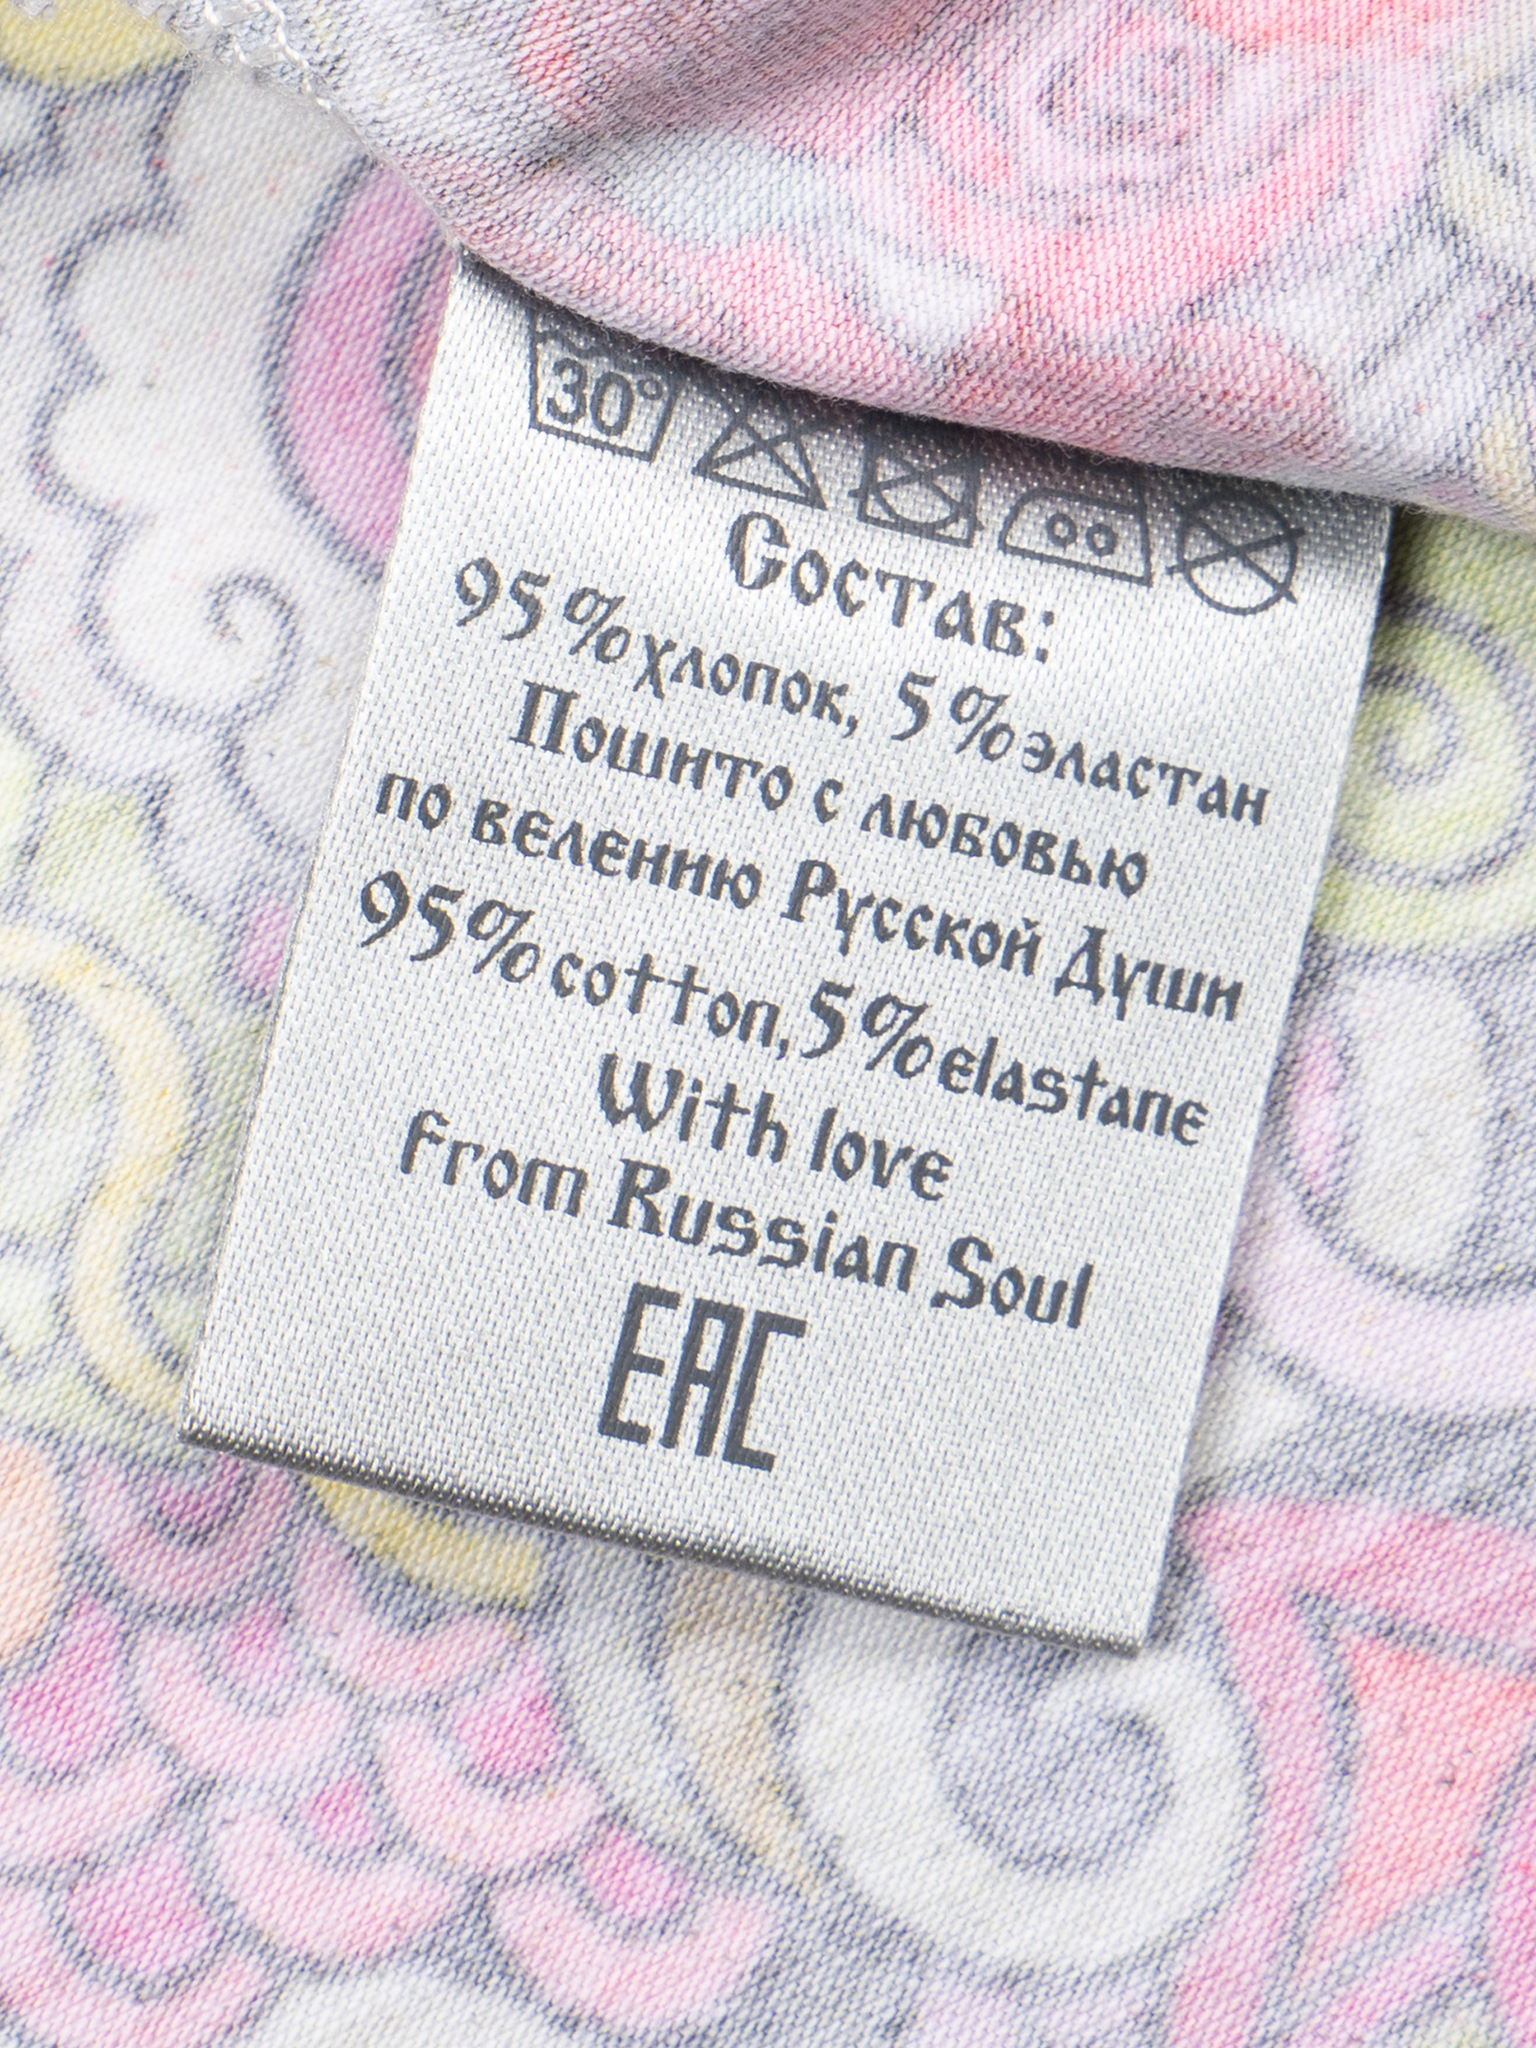 30°
Состав:
95% хлопок, 5% эластан
Пошито с любовью
по велению Русской Души
95% cotton, 5% elastane
With love
from Russian Soul
EAC